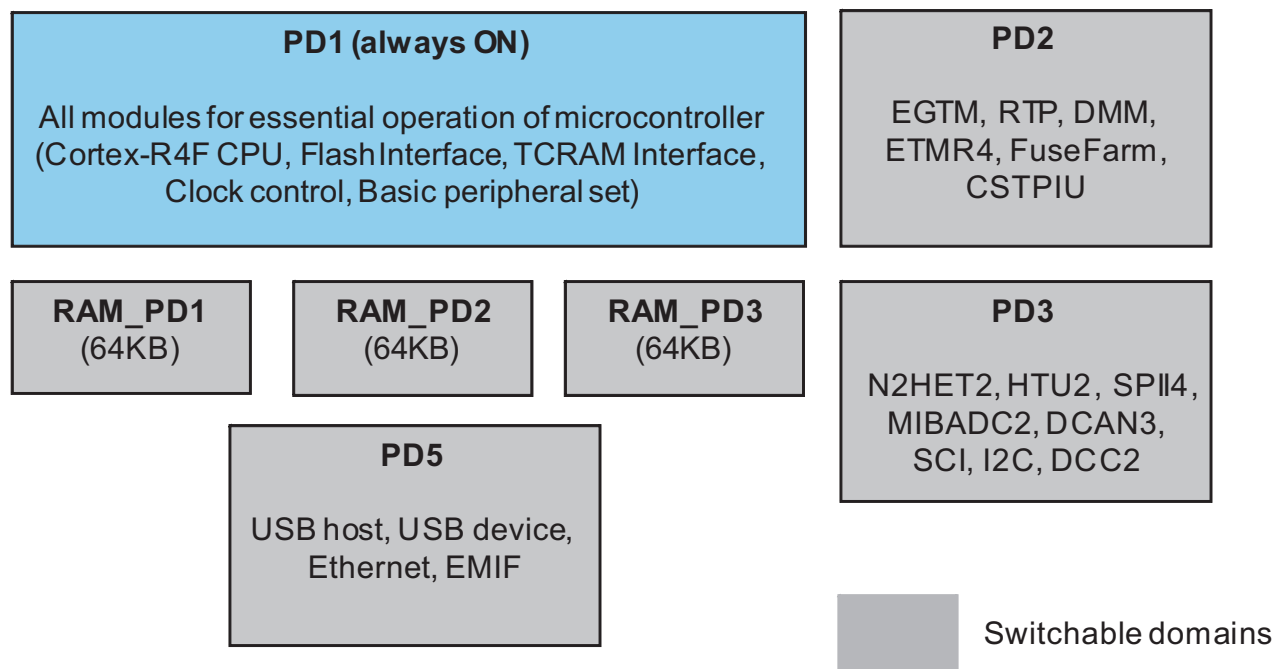 PD1 (always ON)
All modules for essential operation of microcontroller
(Cortex-R4F CPU, Flash Interface, TCRAM Interface,
Clock control, Basic peripheral set)
PD2
EGTM, RTP, DMM,
ETMR4, FuseFarm,
CSTPIU
RAM_PD1
(64KB)
RAM_PD2
(64KB)
RAM_PD3
(64KB)
PD3
N2HET2, HTU2, SPII4,
MIBADC2, DCAN3,
SCI, I2C, DCC2
PD5
USB host, USB device,
Ethernet, EMIF
Switchable domains